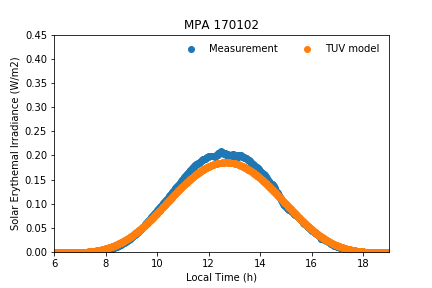 MPA 170102
Measurement
TUV model
Solar Erythemal Irradiance (W/m2)
0.45
0.40
0.35
0.30
0.25
0.20
0.15
0.10
0.05
0.00
6 8 10 12 14 16 18
Local Time (h)